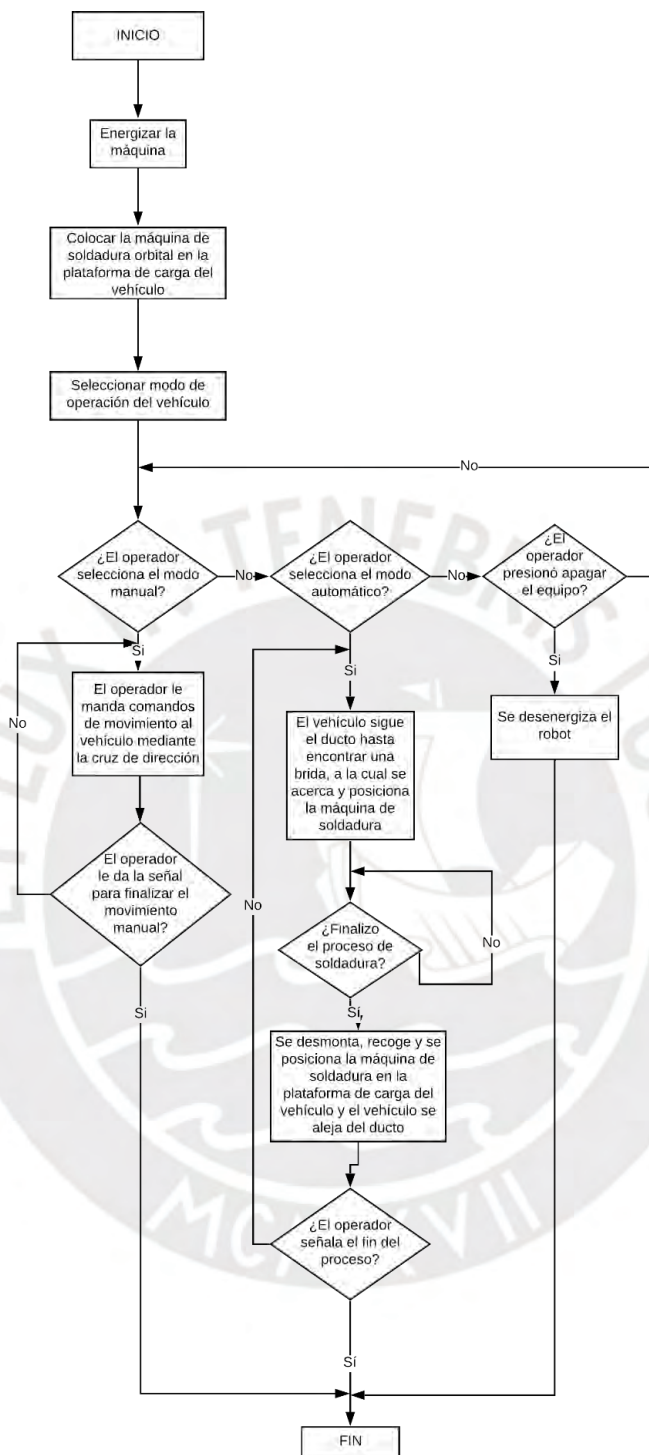 INICIO
Energizar la
máquina
Colocar la máquina de
soldadura orbital en la
plataforma de carga del
vehículo
Seleccionar modo de
operación del vehículo
No
¿El operador
selecciona el modo
manual?
No
¿El operador
selecciona el modo
automático?
No
¿El
operador
presionó apagar
el equipo?
Si
Si
Si
No
El operador le
manda comandos
de movimiento al
vehículo mediante
la cruz de dirección
El vehículo sigue
el ducto hasta
encontrar una
brida, a la cual se
acerca y posiciona
la máquina de
soldadura
Se desenergiza el
robot
El operador
le da la señal
para finalizar el
movimiento
manual?
No
¿Finalizo
el proceso de
soldadura?
No
Si
Sí,
Se desmonta, recoge y se
posiciona la máquina de
soldadura en la
plataforma de carga del
vehículo y el vehículo se
aleja del ducto
¿El operador
señala el fin del
proceso?
Sí
FIN